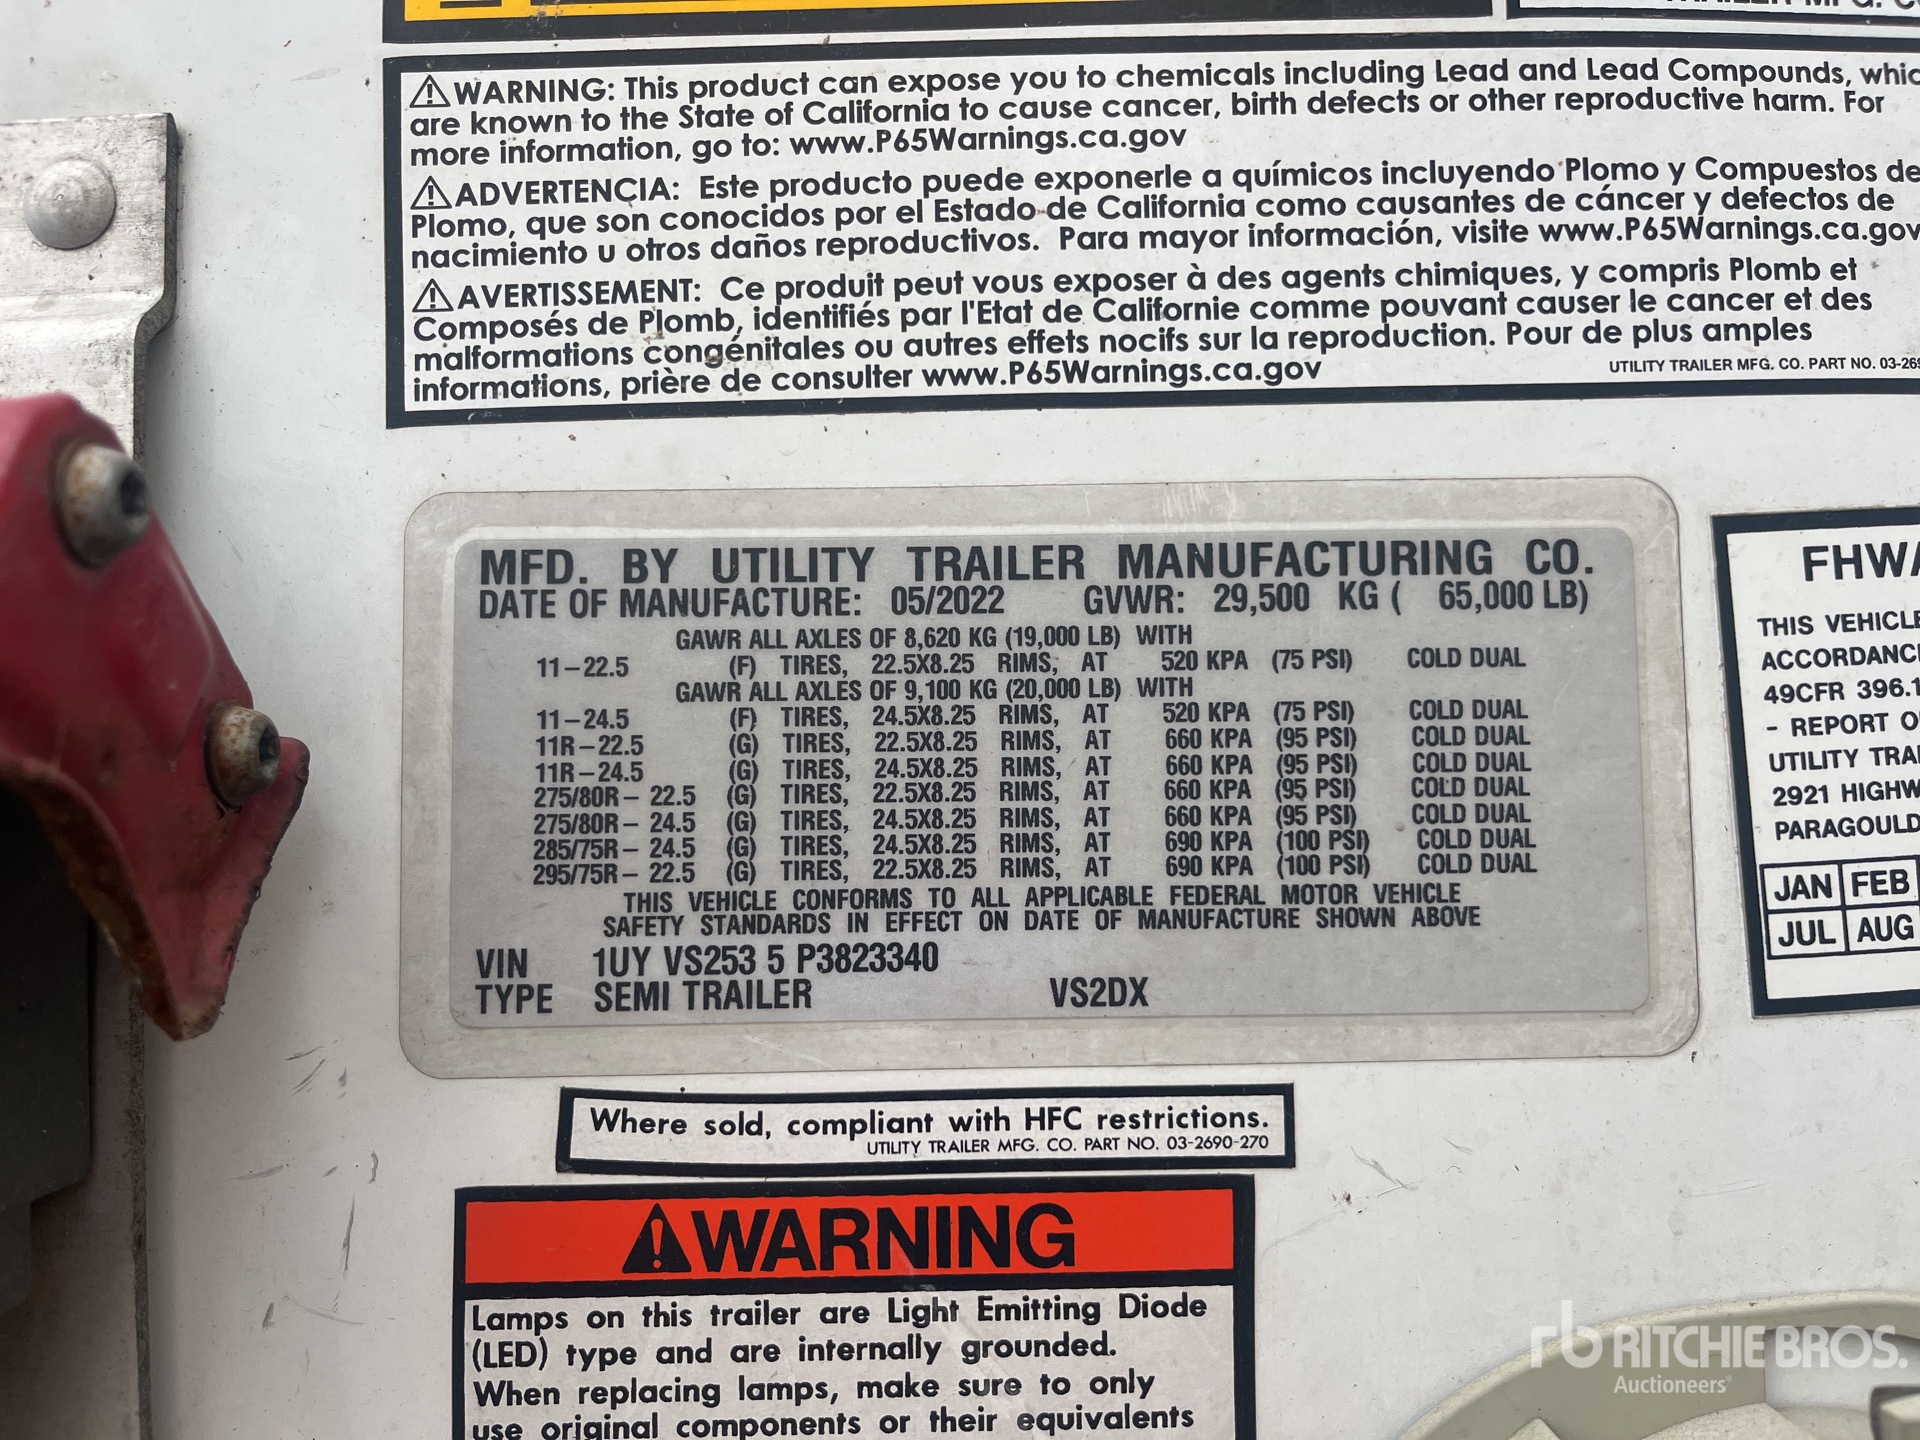 ⚠WARNING: This product can expose you to chemicals including Lead and Lead Compounds,
are known to the State of California to cause cancer, birth defects or other reproductive harm. For
more information, go to: www.P65Warnings.ca.gov
⚠ADVERTENCIA: Este producto puede exponerle a químicos incluyendo Plomo y Compuestos de
Plomo, que son conocidos por el Estado de California como causantes de cáncer y defectos de
nacimiento u otros daños reproductivos. Para mayor información, visite www.P65Warnings.ca.gov
⚠AVERTISSEMENT: Ce produit peut vous exposer à des agents chimiques, y compris Plomb et
Composés de Plomb, identifiés par l'Etat de Californie comme pouvant causer le cancer et des
malformations congénitales ou autres effets nocifs sur la reproduction. Pour de plus amples
informations, prière de consulter www.P65Warnings.ca.gov
UTILITY TRAILER MFG. CO. PART NO.
MFD. BY UTILITY TRAILER MANUFACTURING CO.
DATE OF MANUFACTURE: 05/2022 GVWR: 29,500 KG ( 65,000 LB)
GAWR ALL AXLES OF 8,620 KG (19,000 LB) WITH
11-22.5 (F) TIRES, 22.5X8.25 RIMS, AT 520 KPA (75 PSI) COLD DUAL
GAWR ALL AXLES OF 9,100 KG (20,000 LB) WITH
11-24.5 (F) TIRES, 24.5X8.25 RIMS, AT 520 KPA (75 PSI) COLD DUAL
11R-22.5 (G) TIRES, 22.5X8.25 RIMS, AT 660 KPA (95 PSI) COLD DUAL
11R-24.5 (G) TIRES, 24.5X8.25 RIMS, AT 660 KPA (95 PSI) COLD DUAL
275/80R- 22.5 (G) TIRES, 22.5X8.25 RIMS, AT 660 KPA (95 PSI) COLD DUAL
275/80R- 24.5 (G) TIRES, 24.5X8.25 RIMS, AT 660 KPA (95 PSI) COLD DUAL
285/75R- 24.5 (G) TIRES, 24.5X8.25 RIMS, AT 690 KPA (100 PSI) COLD DUAL
295/75R- 22.5 (G) TIRES, 22.5X8.25 RIMS, AT 690 KPA (100 PSI) COLD DUAL
THIS VEHICLE CONFORMS TO ALL APPLICABLE FEDERAL MOTOR VEHICLE
SAFETY STANDARDS IN EFFECT ON DATE OF MANUFACTURE SHOWN ABOVE
VIN 1UY VS253 5 P3823340
TYPE SEMI TRAILER VS2DX
FHWA
THIS VEHICLE
ACCORDANC
49CFR 396.1
- REPORT O
UTILITY TRA
2921 HIGHW
PARAGOULD
JAN FEB
JUL AUG
Where sold, compliant with HFC restrictions.
UTILITY TRAILER MFG. CO. PART NO. 03-2690-270
⚠WARNING
Lamps on this trailer are Light Emitting Diode
(LED) type and are internally grounded.
When replacing lamps, make sure to only
use original components or their equivalents
rb RITCHIE BROS.
Auctioneers